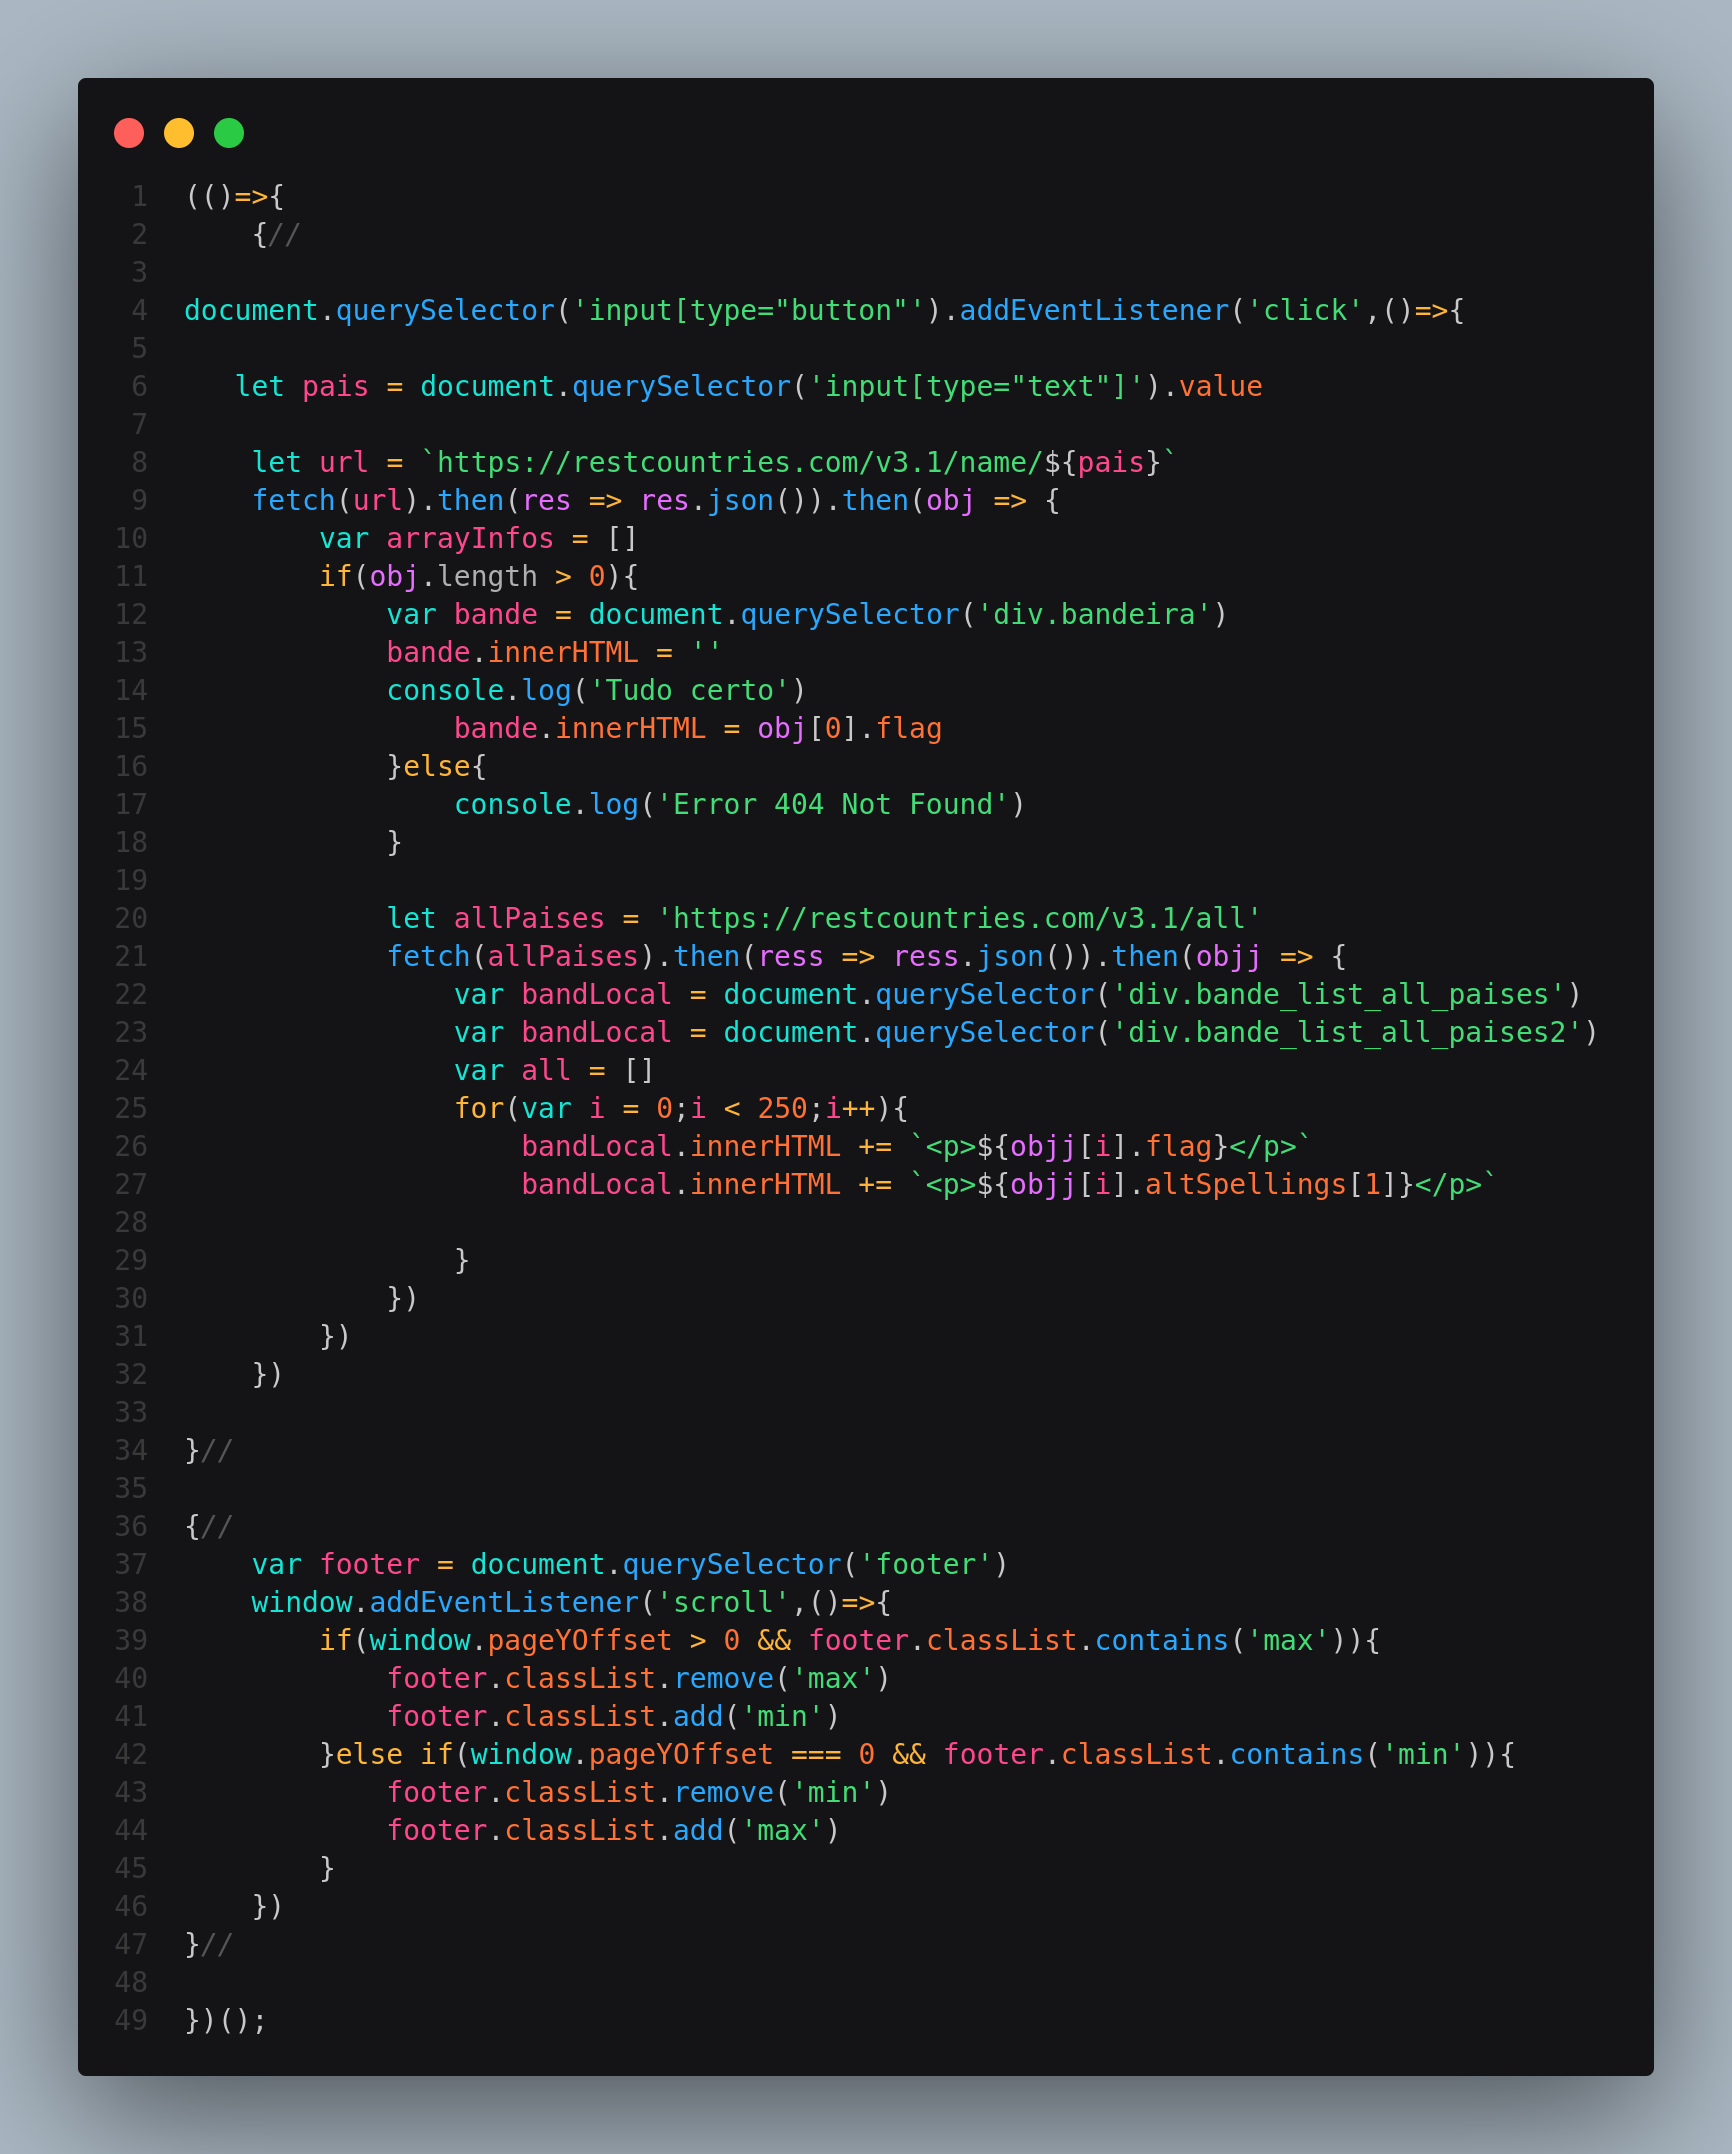 1 (()=>{
2     {//
3
4 document.querySelector('input[type="button"').addEventListener('click',()=>{
5
6    let pais = document.querySelector('input[type="text"]').value
7
8     let url = `https://restcountries.com/v3.1/name/${pais}`
9     fetch(url).then(res => res.json()).then(obj => {
10         var arrayInfos = []
11         if(obj.length > 0){
12             var bande = document.querySelector('div.bandeira')
13             bande.innerHTML = ''
14             console.log('Tudo certo')
15                 bande.innerHTML = obj[0].flag
16             }else{
17                 console.log('Error 404 Not Found')
18             }
19
20             let allPaises = 'https://restcountries.com/v3.1/all'
21             fetch(allPaises).then(ress => ress.json()).then(objj => {
22                 var bandLocal = document.querySelector('div.bande_list_all_paises')
23                 var bandLocal = document.querySelector('div.bande_list_all_paises2')
24                 var all = []
25                 for(var i = 0;i < 250;i++){
26                     bandLocal.innerHTML += `<p>${objj[i].flag}</p>`
27                     bandLocal.innerHTML += `<p>${objj[i].altSpellings[1]}</p>`
28
29                 }
30             })
31         })
32     })
33
34 }//
35
36 {//
37     var footer = document.querySelector('footer')
38     window.addEventListener('scroll',()=>{
39         if(window.pageYOffset > 0 && footer.classList.contains('max')){
40             footer.classList.remove('max')
41             footer.classList.add('min')
42         }else if(window.pageYOffset === 0 && footer.classList.contains('min')){
43             footer.classList.remove('min')
44             footer.classList.add('max')
45         }
46     })
47 }//
48
49 })();